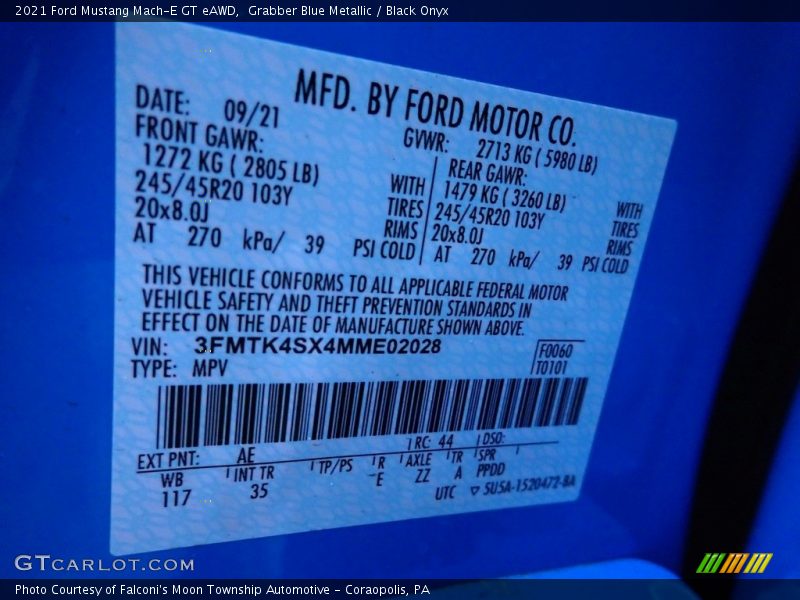 2021 Ford Mustang Mach-E GT eAWD,  Grabber Blue Metallic / Black Onyx
MFD. BY FORD MOTOR CO.
DATE: 09/21 GVWR: 2713 KG ( 5980 LB)
FRONT GAWR: REAR GAWR:
1272 KG ( 2805 LB) WITH 1479 KG ( 3260 LB) WITH
245/45R20 103Y TIRES 245/45R20 103Y TIRES
20x8.0J RIMS 20x8.0J RIMS
AT 270 kPa/ 39 PSI COLD AT 270 kPa/ 39 PSI COLD
THIS VEHICLE CONFORMS TO ALL APPLICABLE FEDERAL MOTOR
VEHICLE SAFETY AND THEFT PREVENTION STANDARDS IN
EFFECT ON THE DATE OF MANUFACTURE SHOWN ABOVE.
VIN: 3FMTK4SX4MME02028 F0060
TYPE: MPV T0101
EXT PNT: AE RC: 44 DSO:
WB INT TR TP/PS R AXLE TR SPR
117 35 E ZZ A PPDD
UTC ▽ SU5A-1520472-BA
GTCARLOT.COM
Photo Courtesy of Falconi's Moon Township Automotive - Coraopolis, PA